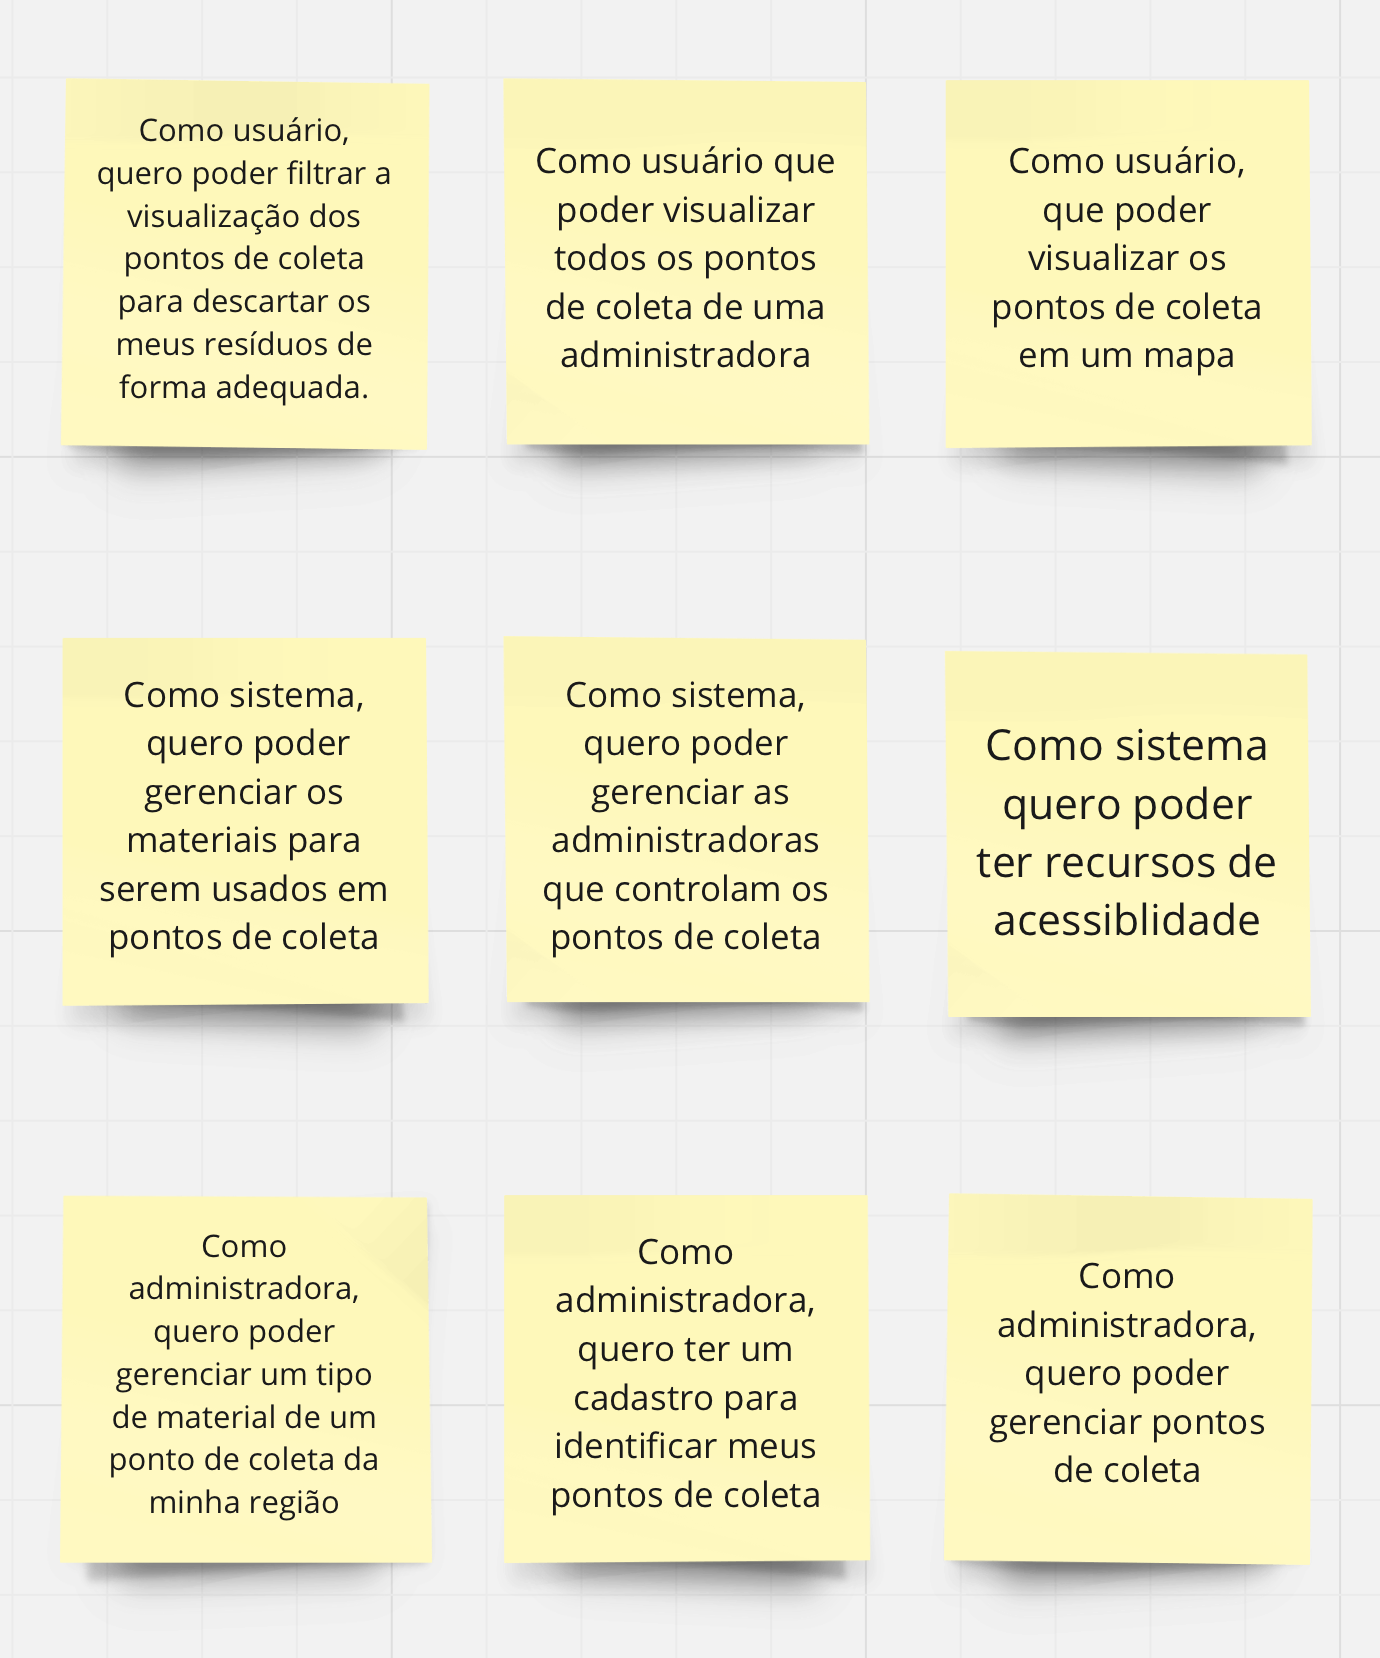 Como usuário,
quero poder filtrar a
visualização dos
pontos de coleta
para descartar os
meus resíduos de
forma adequada.
Como usuário que
poder visualizar
todos os pontos
de coleta de uma
administradora
Como usuário,
que poder
visualizar os
pontos de coleta
em um mapa
Como sistema,
quero poder
gerenciar os
materiais para
serem usados em
pontos de coleta
Como sistema,
quero poder
gerenciar as
administradoras
que controlam os
pontos de coleta
Como sistema
quero poder
ter recursos de
acessiblidade
Como
administradora,
quero poder
gerenciar um tipo
de material de um
ponto de coleta da
minha região
Como
administradora,
quero ter um
cadastro para
identificar meus
pontos de coleta
Como
administradora,
quero poder
gerenciar pontos
de coleta